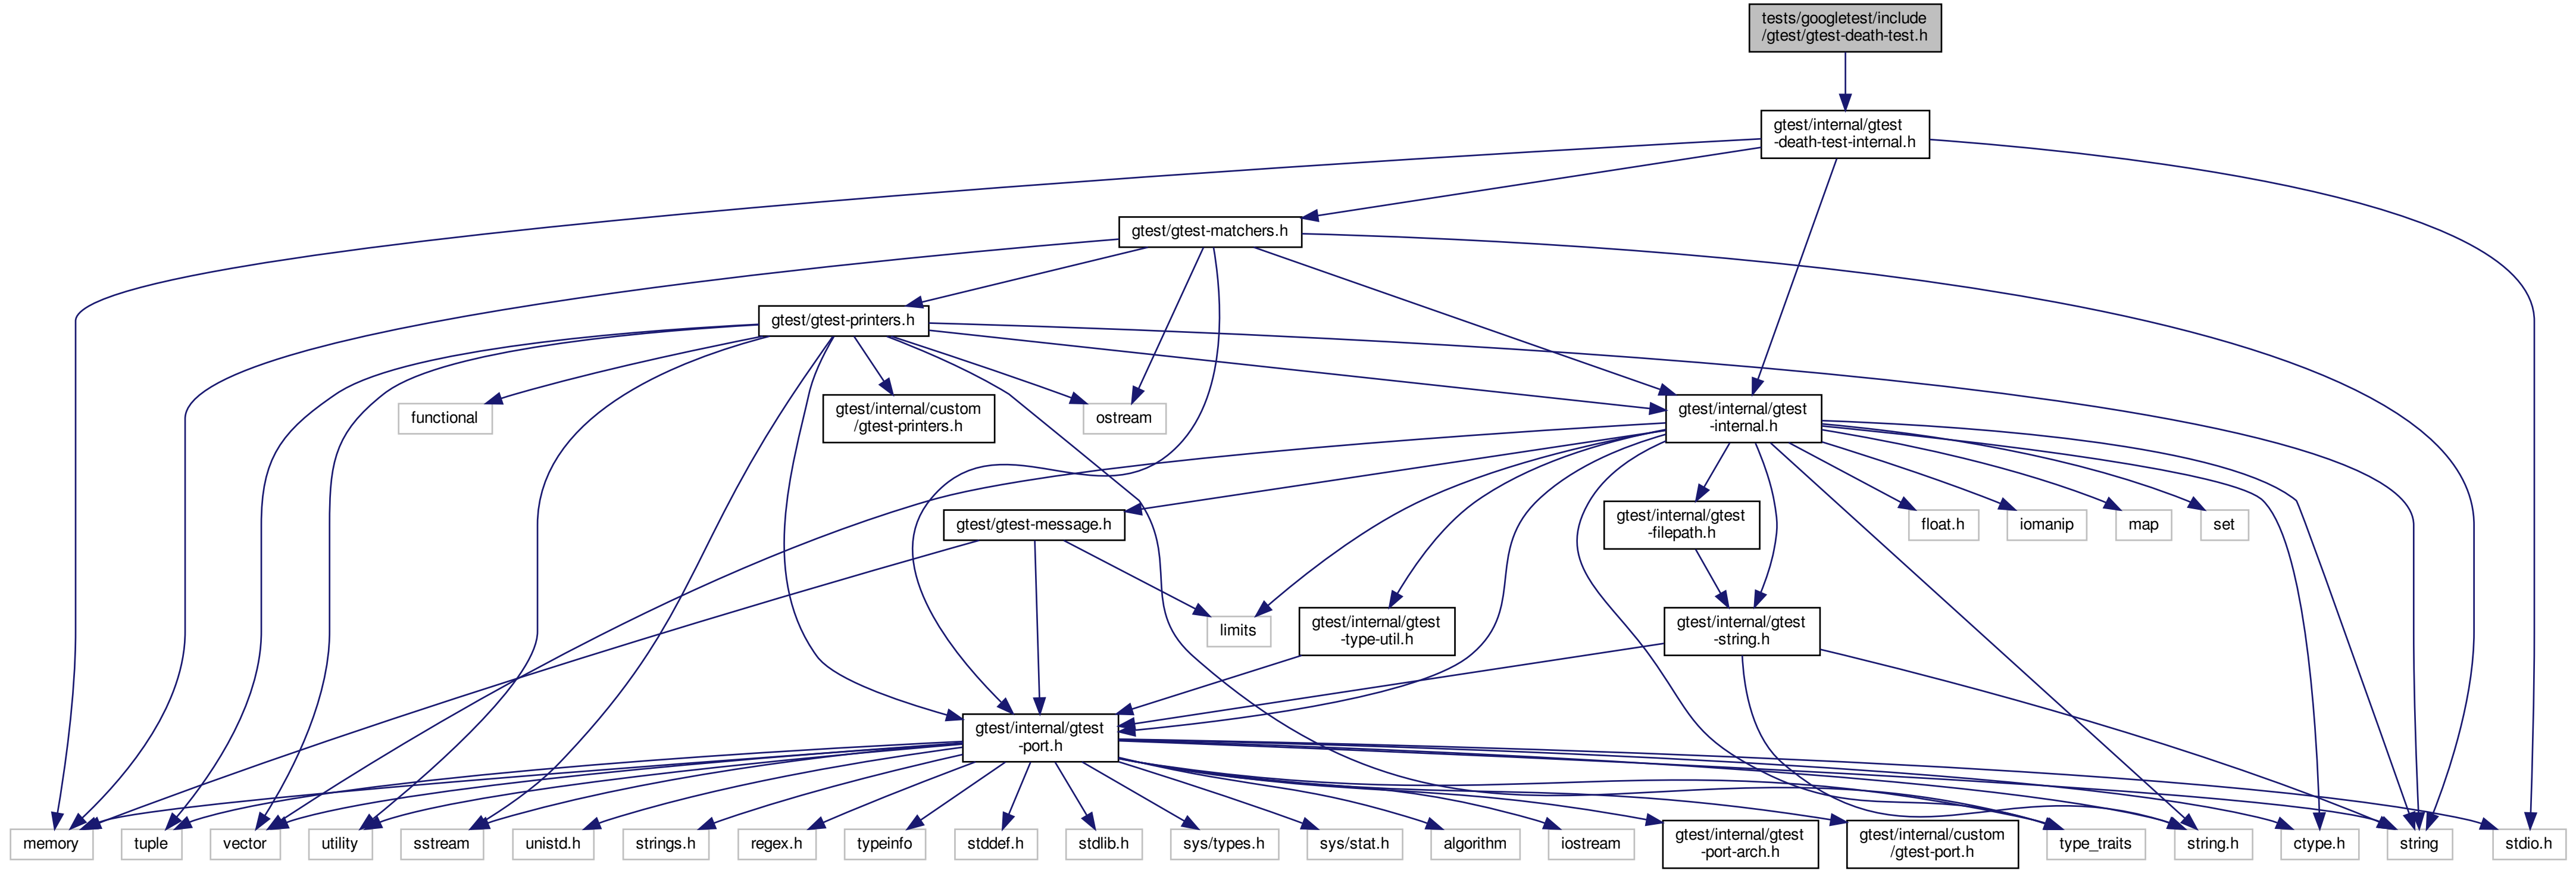 tests/googletest/include
/gtest/gtest-death-test.h
gtest/internal/gtest
-death-test-internal.h
gtest/gtest-matchers.h
gtest/gtest-printers.h
functional
gtest/internal/custom
/gtest-printers.h
ostream
gtest/internal/gtest
-internal.h
gtest/gtest-message.h
gtest/internal/gtest
-filepath.h
float.h
iomanip
map
set
limits
gtest/internal/gtest
-type-util.h
gtest/internal/gtest
-string.h
gtest/internal/gtest
-port.h
memory
tuple
vector
utility
sstream
unistd.h
strings.h
regex.h
typeinfo
stddef.h
stdlib.h
sys/types.h
sys/stat.h
algorithm
iostream
gtest/internal/gtest
-port-arch.h
gtest/internal/custom
/gtest-port.h
type_traits
string.h
ctype.h
string
stdio.h